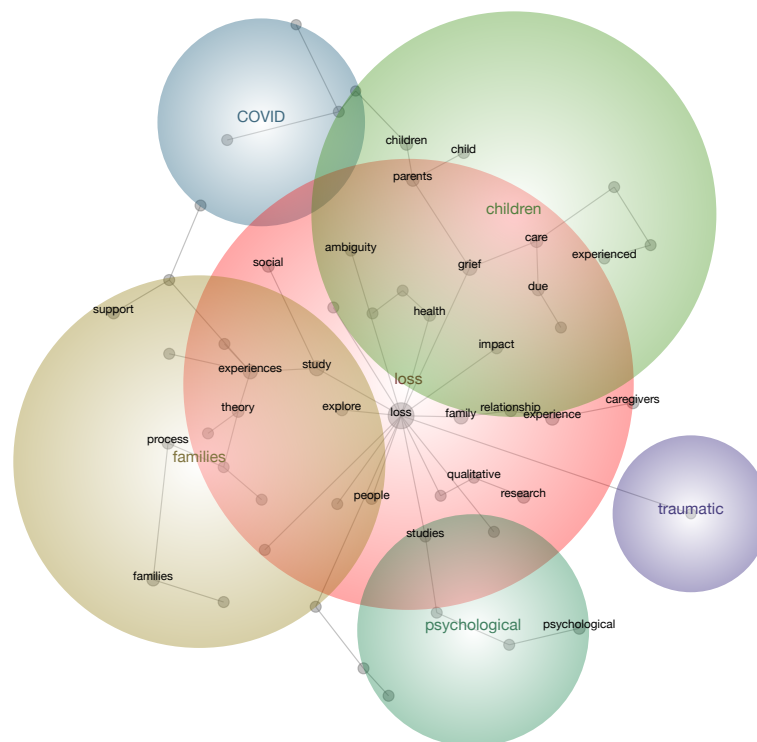 COVID
children
child
parents
children
care
ambiguity
social
grief
experienced
due
support
health
impact
study
experiences
loss
caregivers
theory
explore
loss
family
relationship
experience
process
families
qualitative
people
research
traumatic
studies
families
psychological
psychological